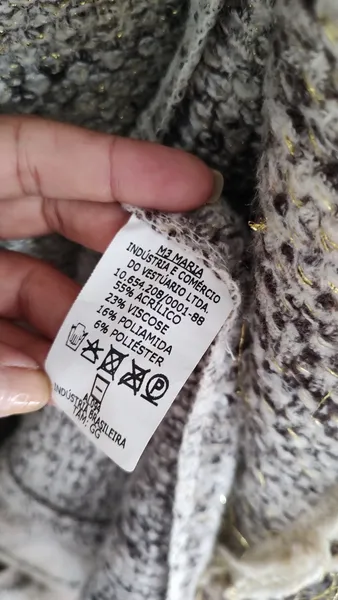 M3 MARIA
INDÚSTRIA E COMÉRCIO
DO VESTUÁRIO LTDA.
10.654.208/0001-88
55% ACRÍLICO
23% VISCOSE
16% POLIAMIDA
6% POLIÉSTER
P
INDÚSTRIA BRASILEIRA
TAM: GG